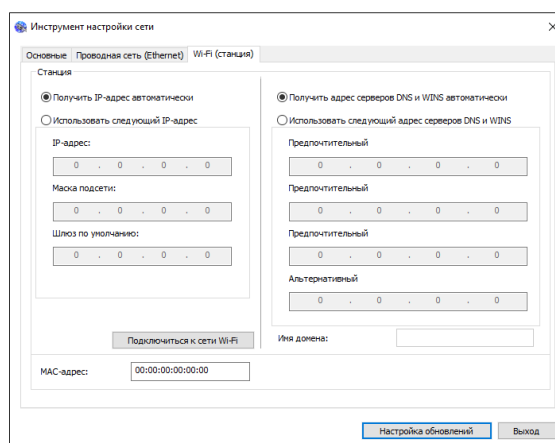 Инструмент настройки сети
Основные Проводная сеть (Ethernet) Wi-Fi (станция)
Станция
Получить IP-адрес автоматически
Использовать следующий IP-адрес
IP-адрес:
0 . 0 . 0 . 0
Маска подсети:
0 . 0 . 0 . 0
Шлюз по умолчанию:
0 . 0 . 0 . 0
Подключиться к сети Wi-Fi
Получить адрес серверов DNS и WINS автоматически
Использовать следующий адрес серверов DNS и WINS
Предпочтительный
0 . 0 . 0 . 0
Предпочтительный
0 . 0 . 0 . 0
Предпочтительный
0 . 0 . 0 . 0
Альтернативный
0 . 0 . 0 . 0
Имя домена:
MAC-адрес: 00:00:00:00:00:00
Настройка обновлений Выход